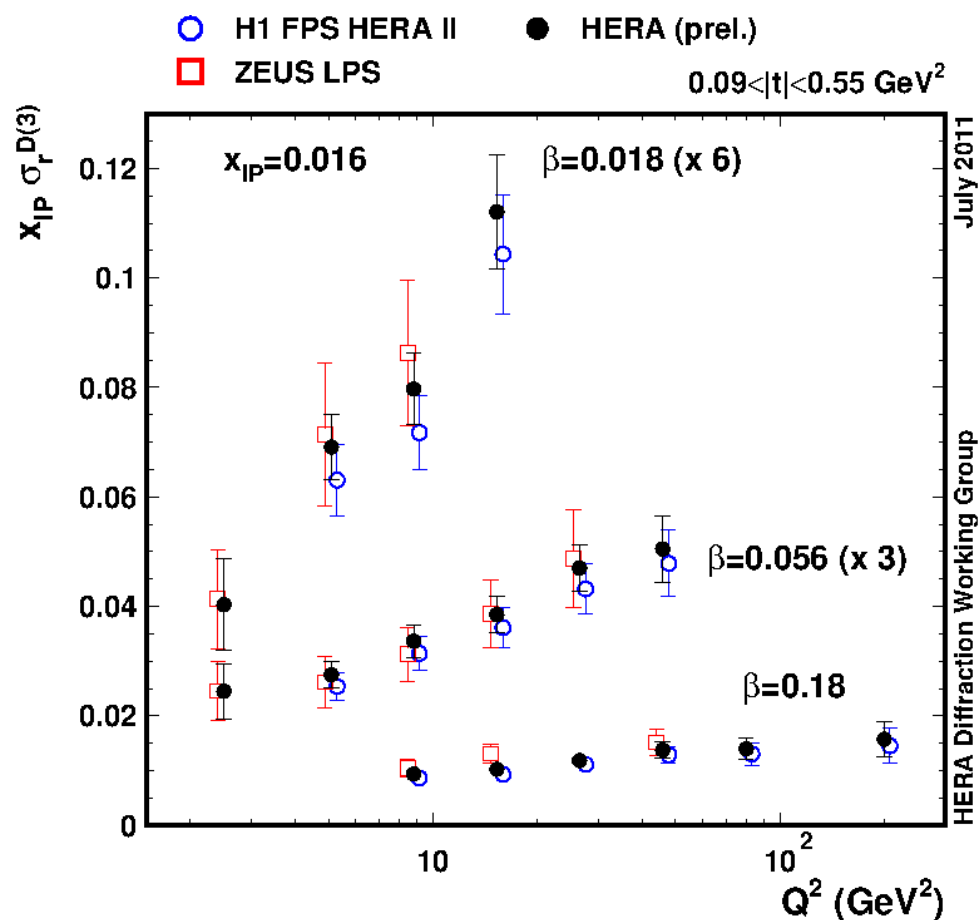 H1 FPS HERA II
HERA (prel.)
ZEUS LPS
0.09<|t|<0.55 GeV²
x_IP σ_r^D(3)
x_IP=0.016
β=0.018 (x 6)
β=0.056 (x 3)
β=0.18
0.12
0.1
0.08
0.06
0.04
0.02
0
10
10²
Q² (GeV²)
HERA Diffraction Working Group July 2011